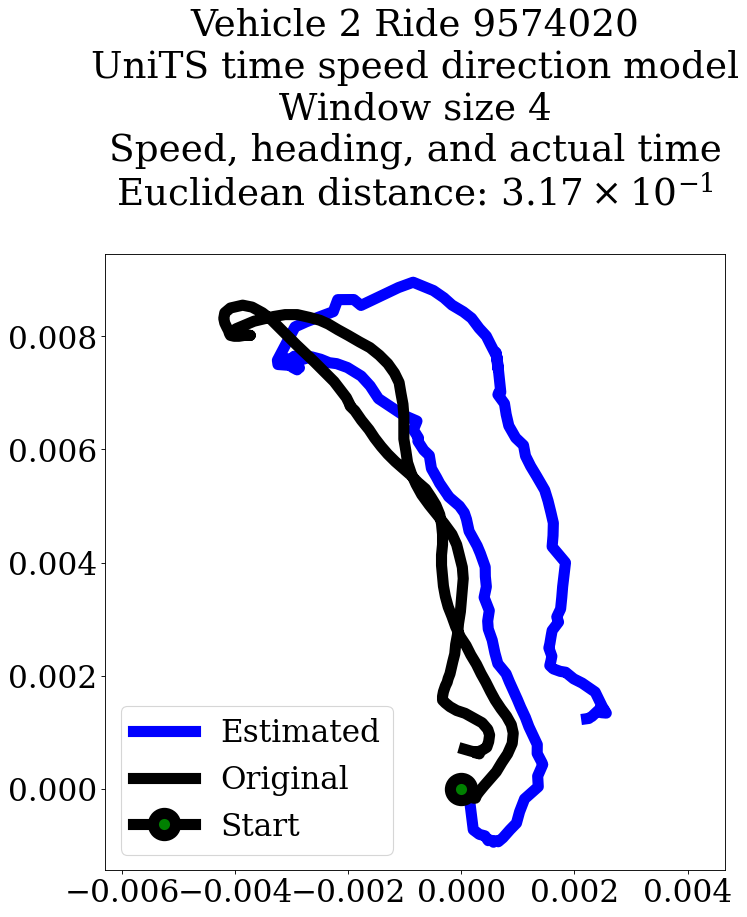 Vehicle 2 Ride 9574020
UniTS time speed direction model
Window size 4
Speed, heading, and actual time
Euclidean distance: 3.17 × 10⁻¹
0.008
0.006
0.004
0.002
0.000
Estimated
Original
Start
−0.006 −0.004 −0.002 0.000 0.002 0.004